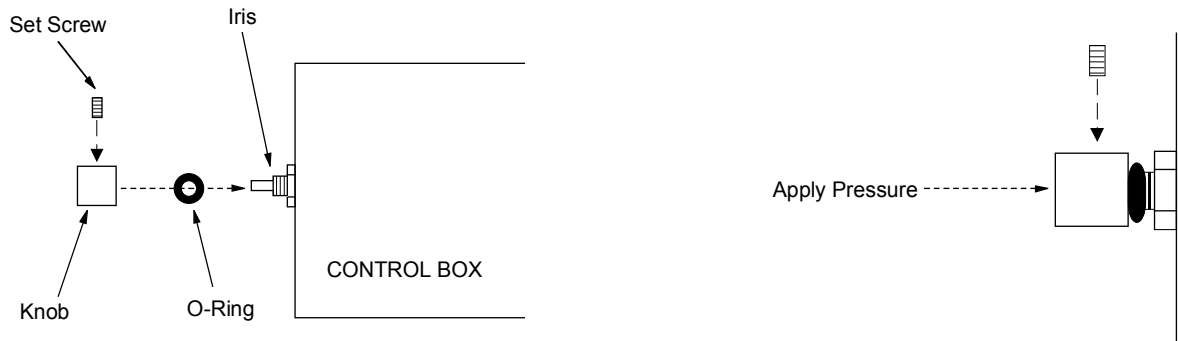 Set Screw
Iris
CONTROL BOX
Knob
O-Ring
Apply Pressure